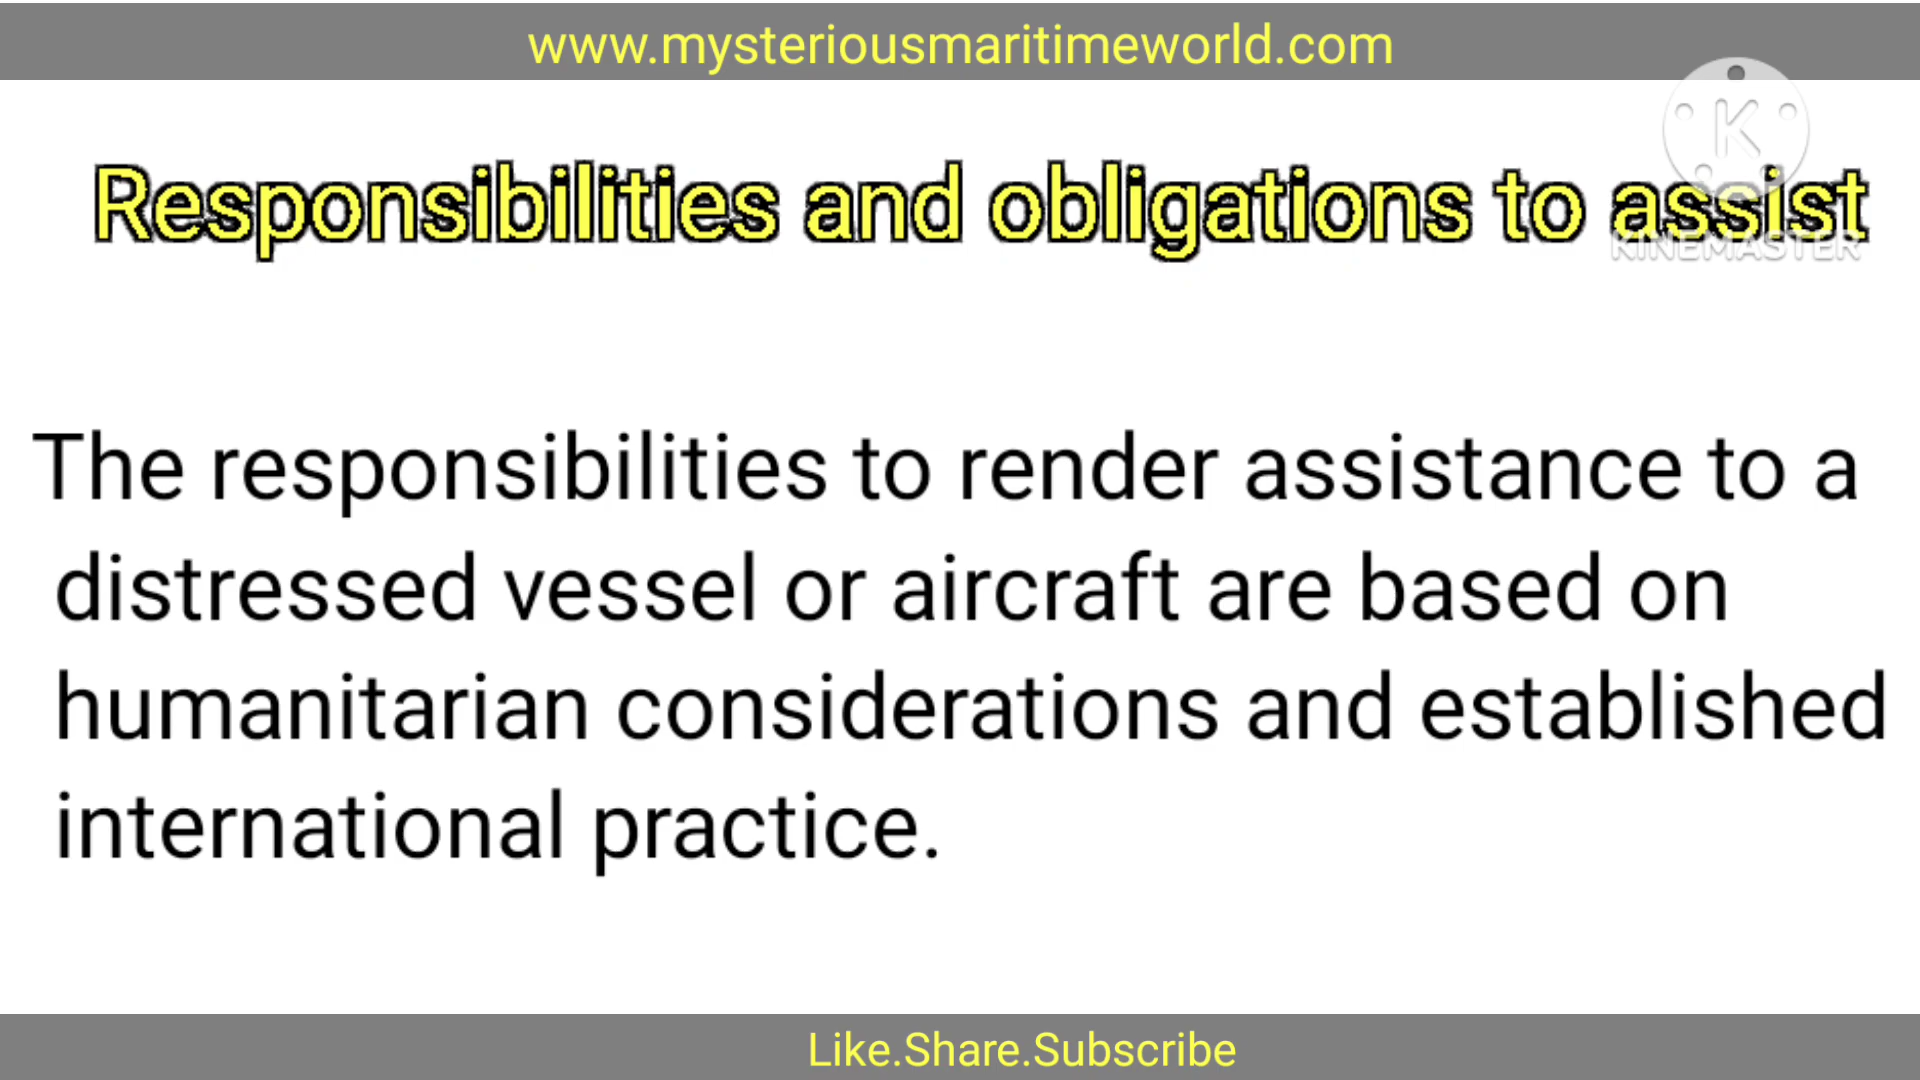 www.mysteriousmaritimeworld.com
K
Responsibilities and obligations to assist
KINEMASTER
The responsibilities to render assistance to a
distressed vessel or aircraft are based on
humanitarian considerations and established
international practice.
Like.Share.Subscribe